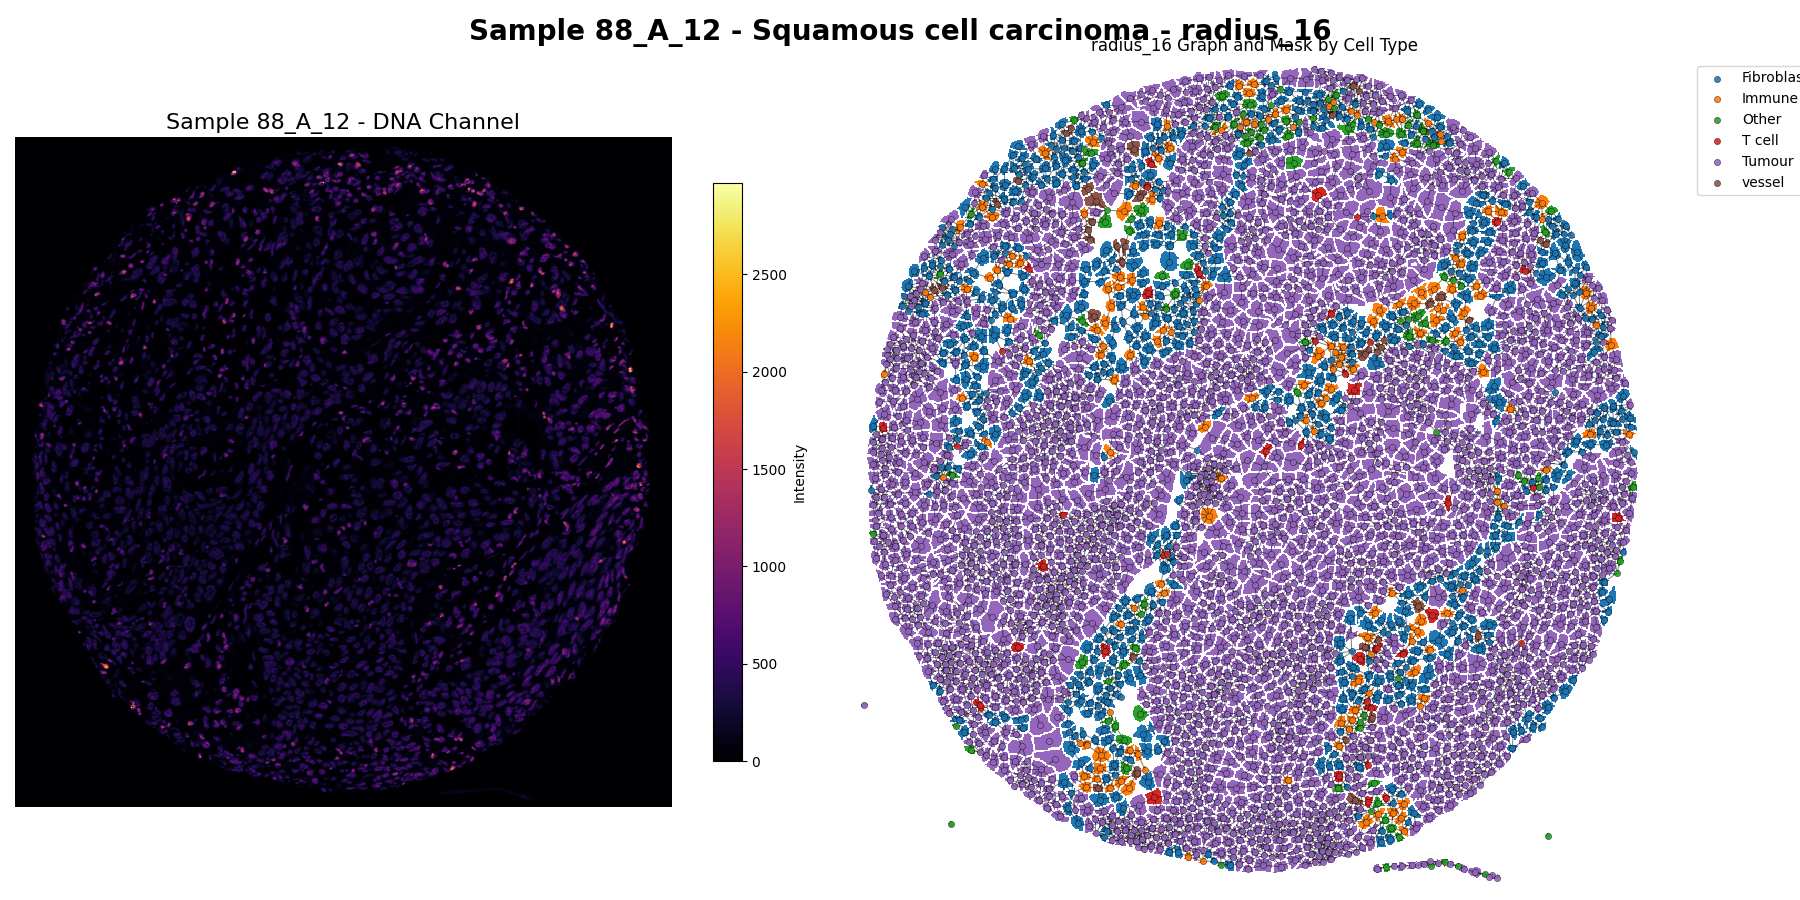 Sample 88_A_12 - Squamous cell carcinoma - radius_16
radius_16 Graph and Mask by Cell Type
Sample 88_A_12 - DNA Channel
Fibroblas
Immune
Other
T cell
Tumour
vessel
2500
2000
1500
1000
500
0
Intensity